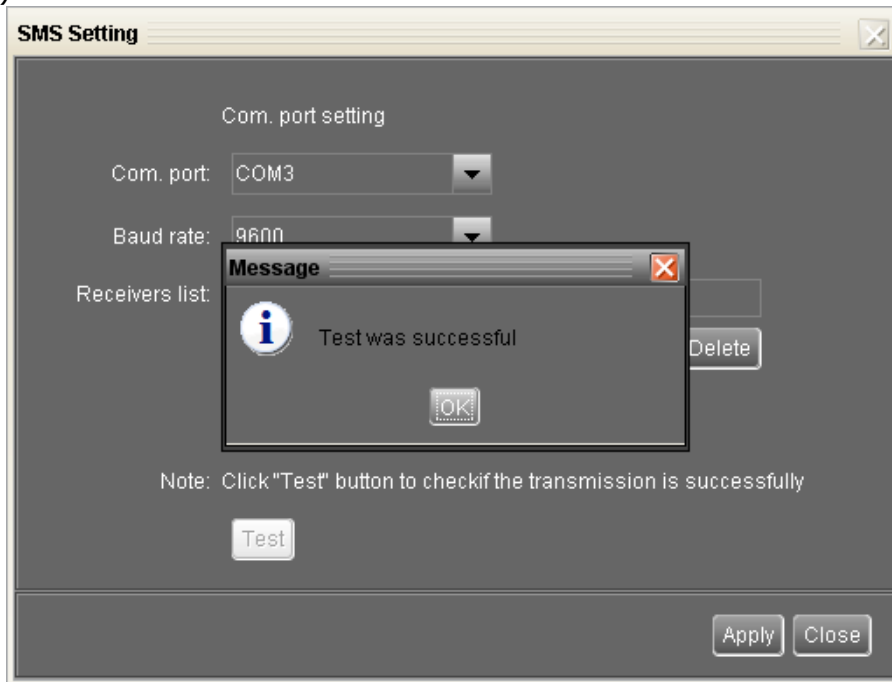 )
SMS Setting
Com. port setting
Com. port: COM3
Baud rate: 9600
Message
Receivers list:
Test was successful
Delete
OK
Note: Click "Test" button to checkif the transmission is successfully
Test
Apply Close